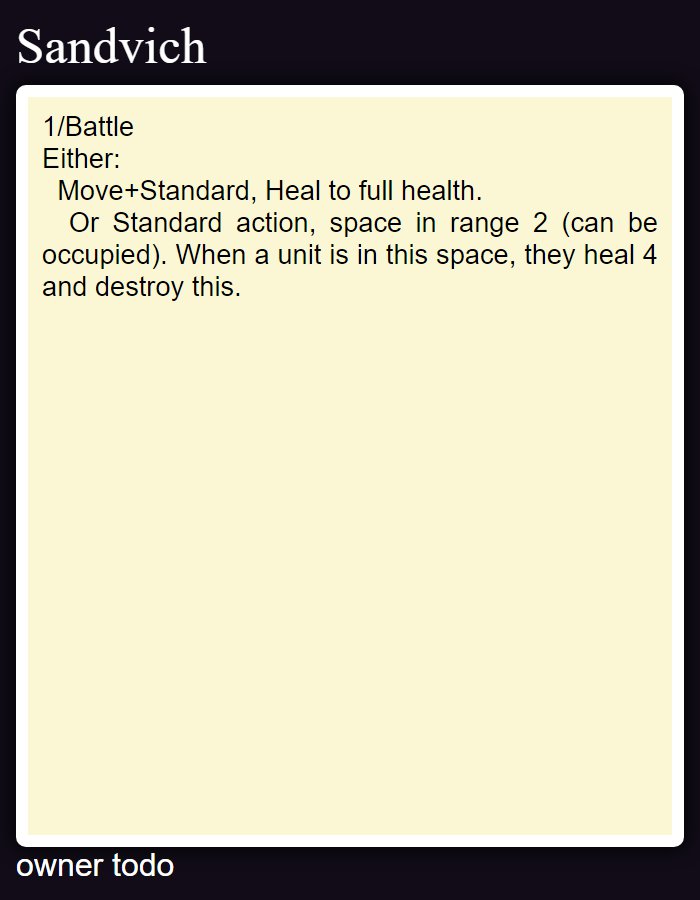 Sandvich
1/Battle
Either:
Move+Standard, Heal to full health.
Or Standard action, space in range 2 (can be
occupied). When a unit is in this space, they heal 4
and destroy this.
owner todo